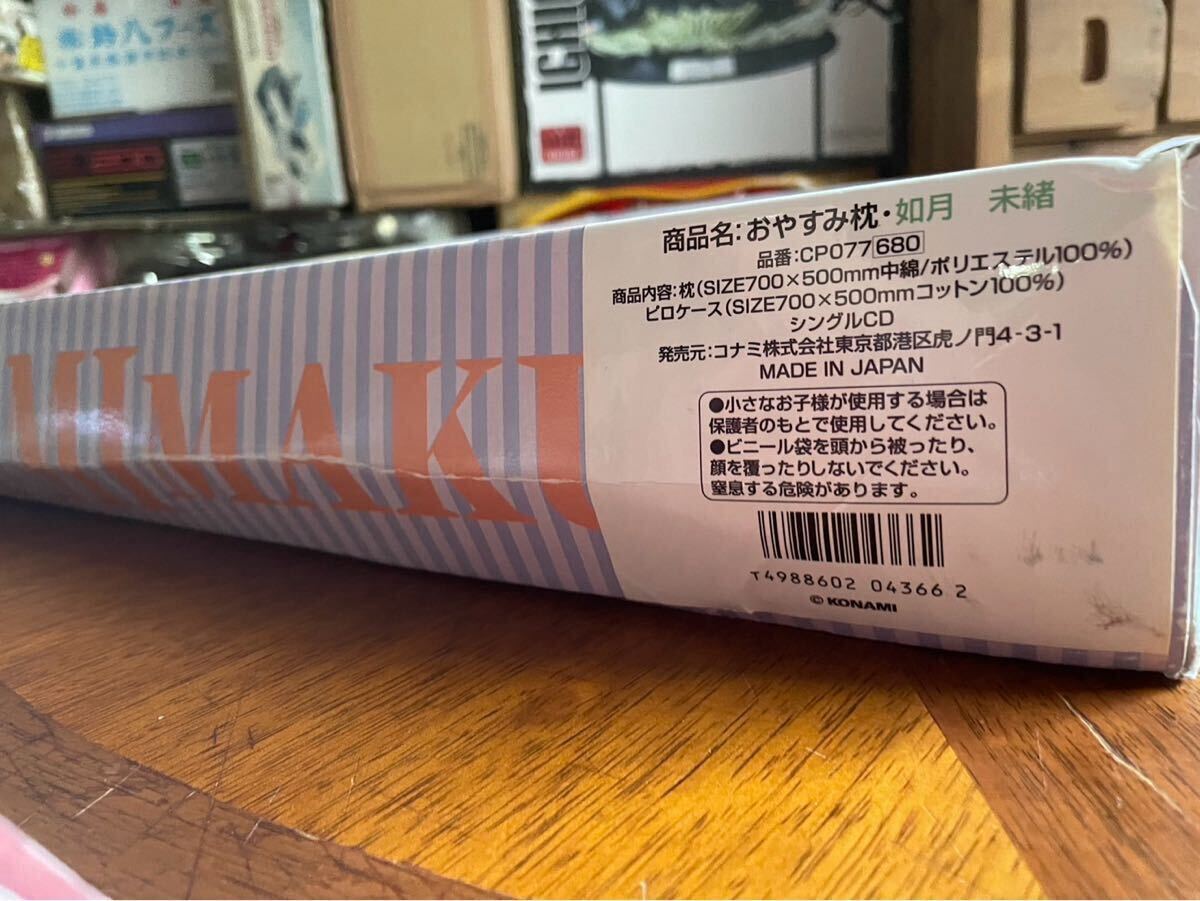 商品名:おやすみ枕・如月 未緒
品番:CP077 680
商品内容:枕(SIZE700×500mm中綿/ポリエステル100%)
ピロケース(SIZE700×500mmコットン100%)
シングルCD
発売元:コナミ株式会社東京都港区虎ノ門4-3-1
MADE IN JAPAN
●小さなお子様が使用する場合は
保護者のもとで使用してください。
●ビニール袋を頭から被ったり、
顔を覆ったりしないでください。
窒息する危険があります。
T4988602 04366 2
© KONAMI
IMAKU
D